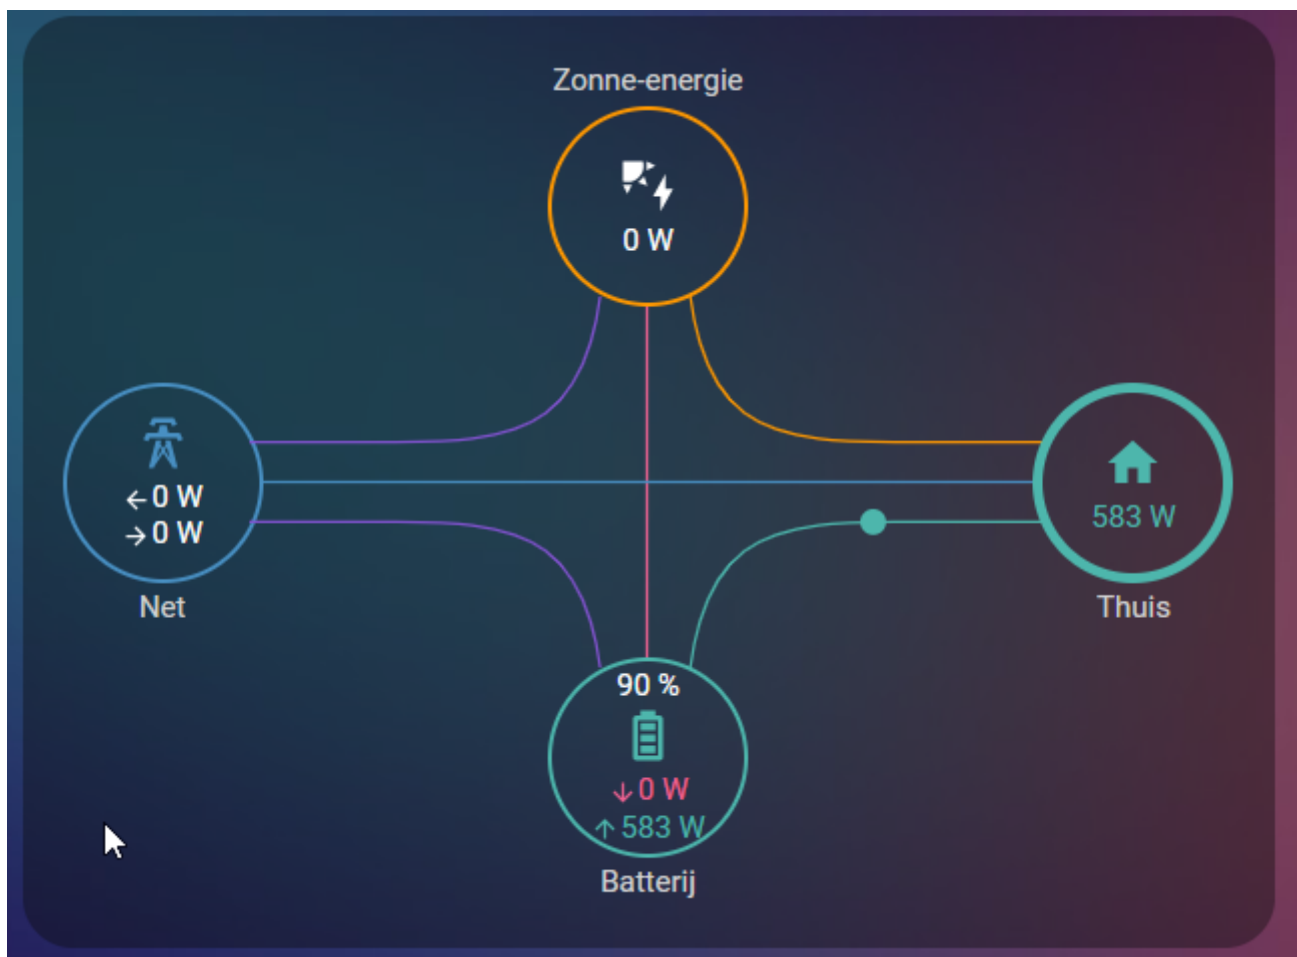 Zonne-energie
0 W
←0 W
→0 W
Net
583 W
Thuis
90 %
↓0 W
↑583 W
Batterij